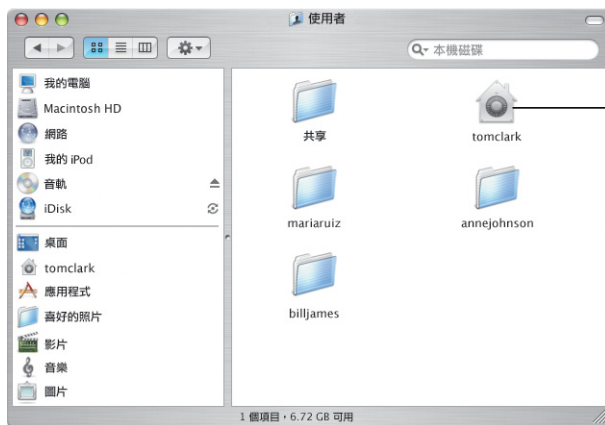 使用者
本機磁碟
我的電腦
Macintosh HD
網路
我的 iPod
音軌
iDisk
桌面
tomclark
應用程式
喜好的照片
影片
音樂
圖片
共享
tomclark
mariaruiz
annejohnson
billjames
1 個項目，6.72 GB 可用